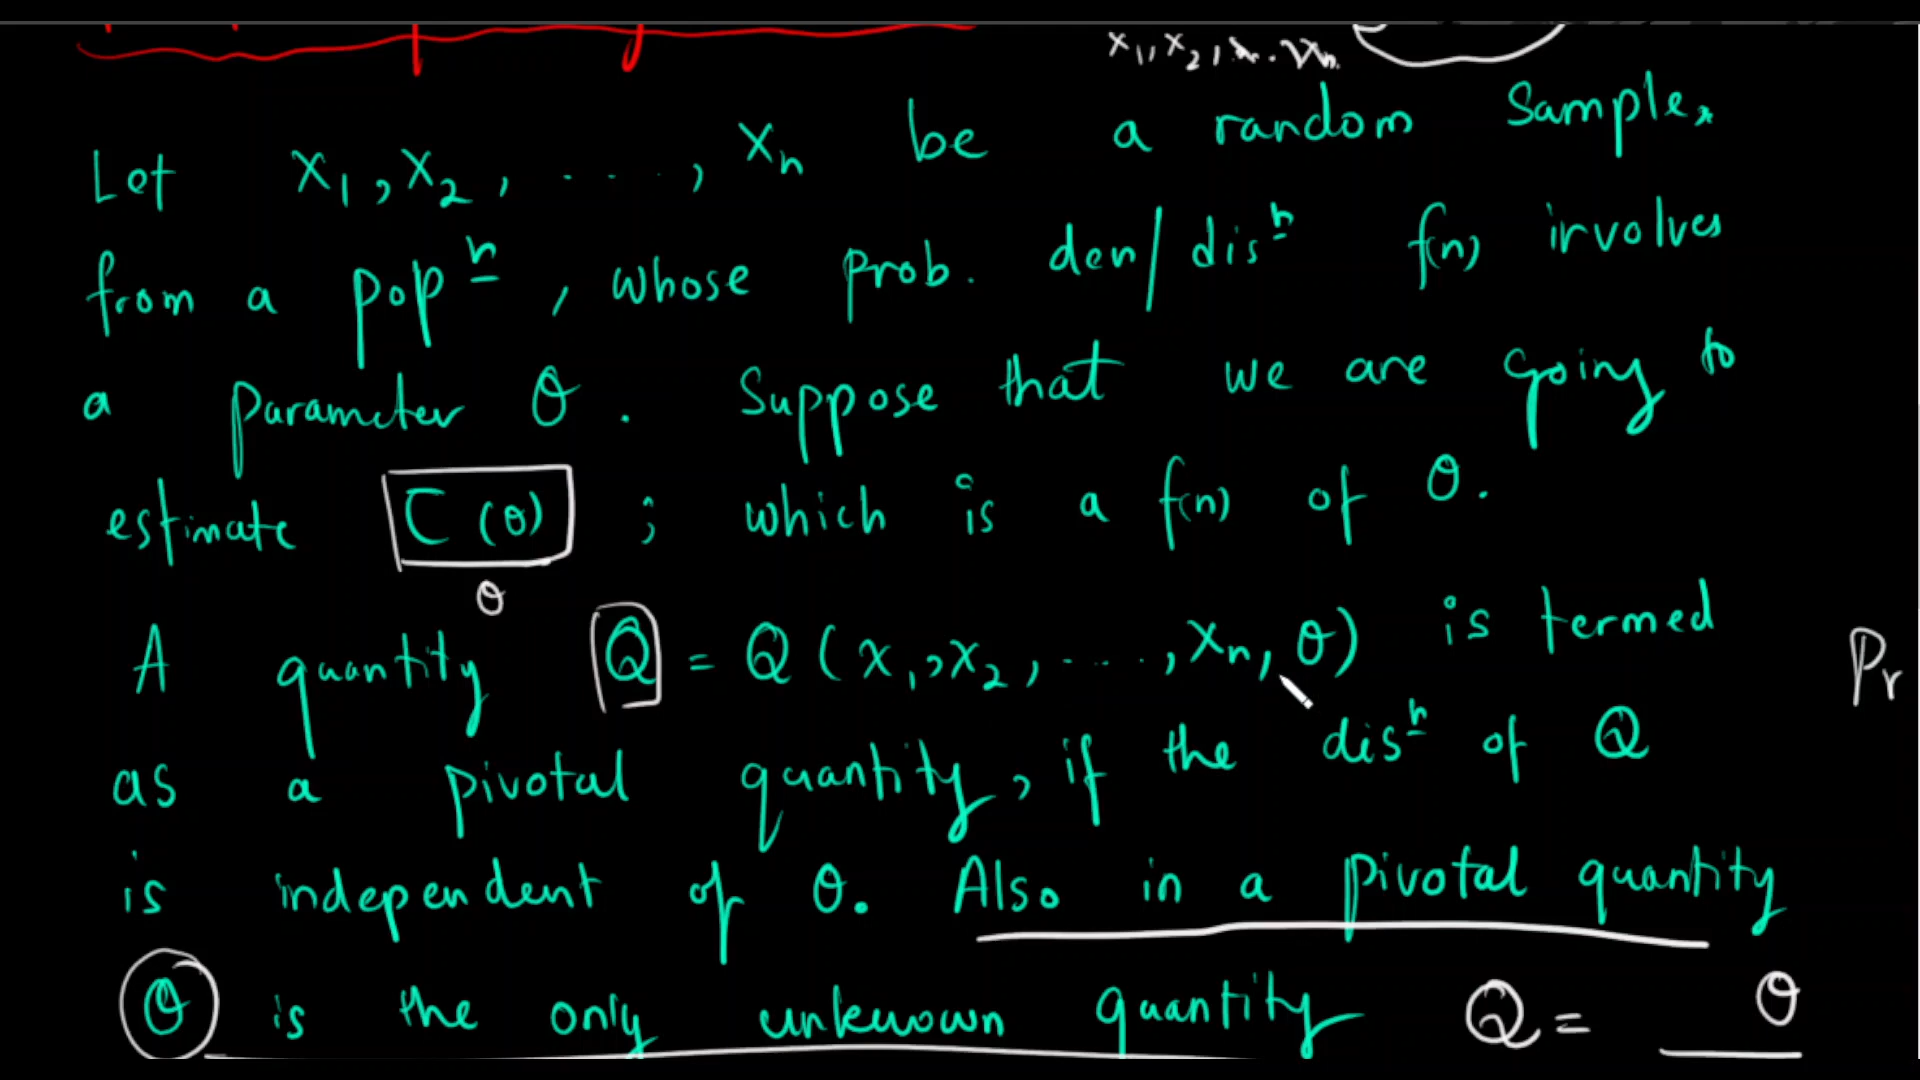 x₁, x₂,
Let x₁, x₂, ...., xₙ be a random Sample,
from a popⁿ, whose prob. den/disⁿ f(n) involves
a parameter θ. Suppose that we are going to
estimate τ(θ) ; which is a f(n) of θ.
θ
A quantity Q = Q(x₁, x₂, ...., xₙ, θ) is termed
Pr
as a pivotal quantity, if the disⁿ of Q
is independent of θ. Also in a pivotal quantity
θ is the only unknown quantity Q = θ